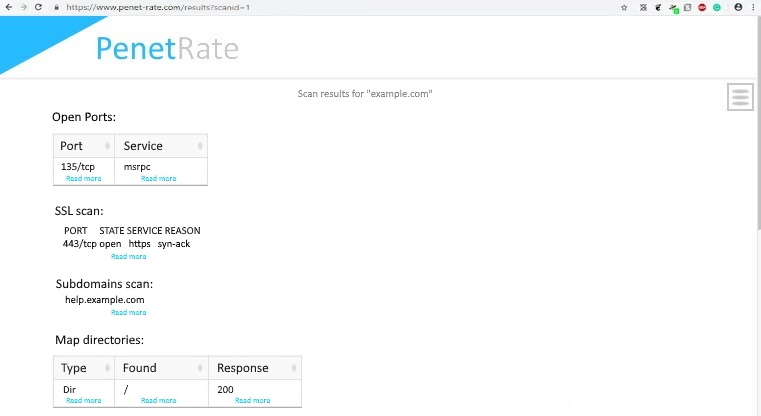 https://www.penet-rate.com/results?scanid=1
PenetRate
Scan results for "example.com"
Open Ports:
Port Service
135/tcp msrpc
Read more Read more
SSL scan:
PORT STATE SERVICE REASON
443/tcp open https syn-ack
Read more
Subdomains scan:
help.example.com
Read more
Map directories:
Type Found Response
Dir / 200
Read more Read more Read more